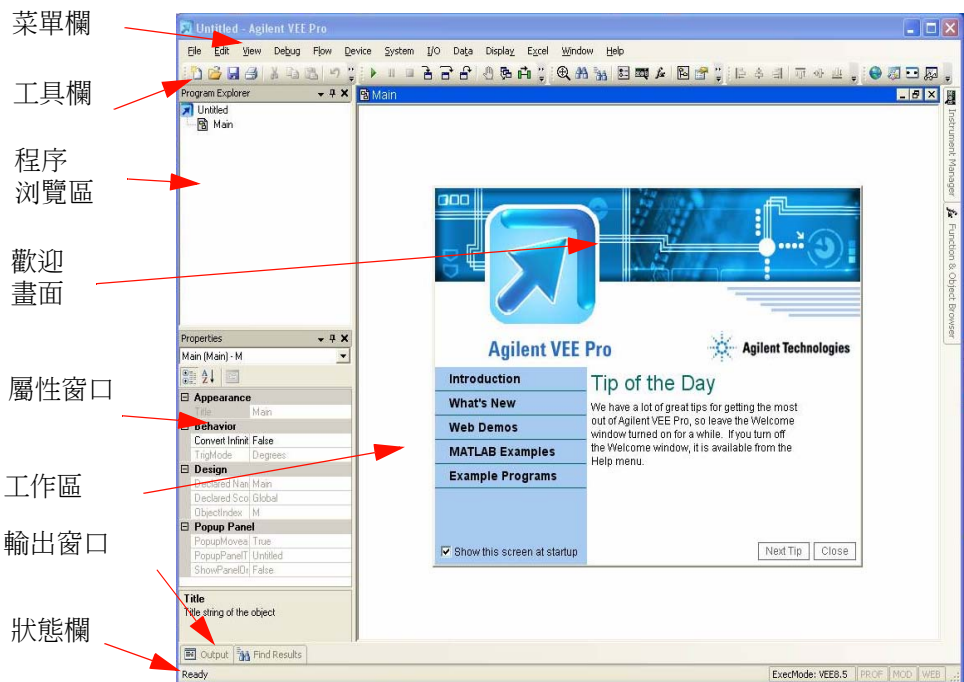 菜單欄
工具欄
程序
浏覽區
歡迎
畫面
屬性窗口
工作區
輸出窗口
狀態欄
Untitled - Agilent VEE Pro
File Edit View Debug Flow Device System I/O Data Display Excel Window Help
Program Explorer
Untitled
Main
Main
Instrument Manager
Function & Object Browser
Agilent VEE Pro
Agilent Technologies
Introduction
What's New
Web Demos
MATLAB Examples
Example Programs
Tip of the Day
We have a lot of great tips for getting the most
out of Agilent VEE Pro, so leave the Welcome
window turned on for a while. If you turn off
the Welcome window, it is available from the
Help menu.
Show this screen at startup
Next Tip
Close
Properties
Main (Main) - M
Appearance
Title Main
Behavior
Convert Infinit False
TrigMode Degrees
Design
Declared Nan Main
Declared Sco Global
ObjectIndex M
Popup Panel
PopupMovea True
PopupPanelT Untitled
ShowPanelOr False
Title
Title string of the object
Output
Find Results
Ready
ExecMode: VEE8.5 PROF MOD WEB